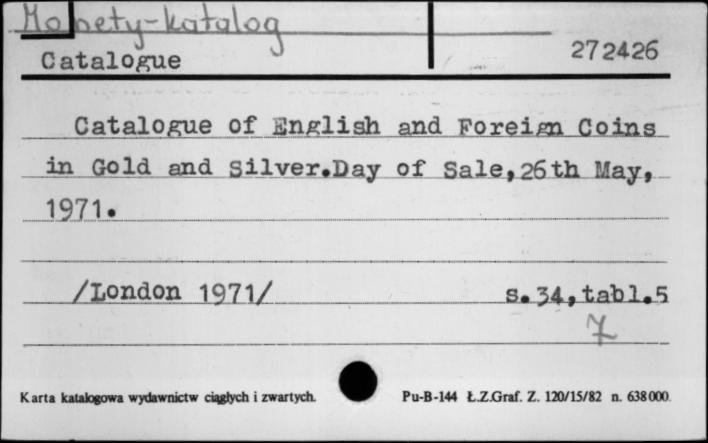 Monety-katalog
Catalogue 272426
Catalogue of English and Foreign Coins
in Gold and Silver.Day of Sale,26th May,
1971.
/London 1971/ s.34,tabl.5
7
Karta katalogowa wydawnictw ciągłych i zwartych. Pu-B-144 Ł.Z.Graf. Z. 120/15/82 n. 638000.